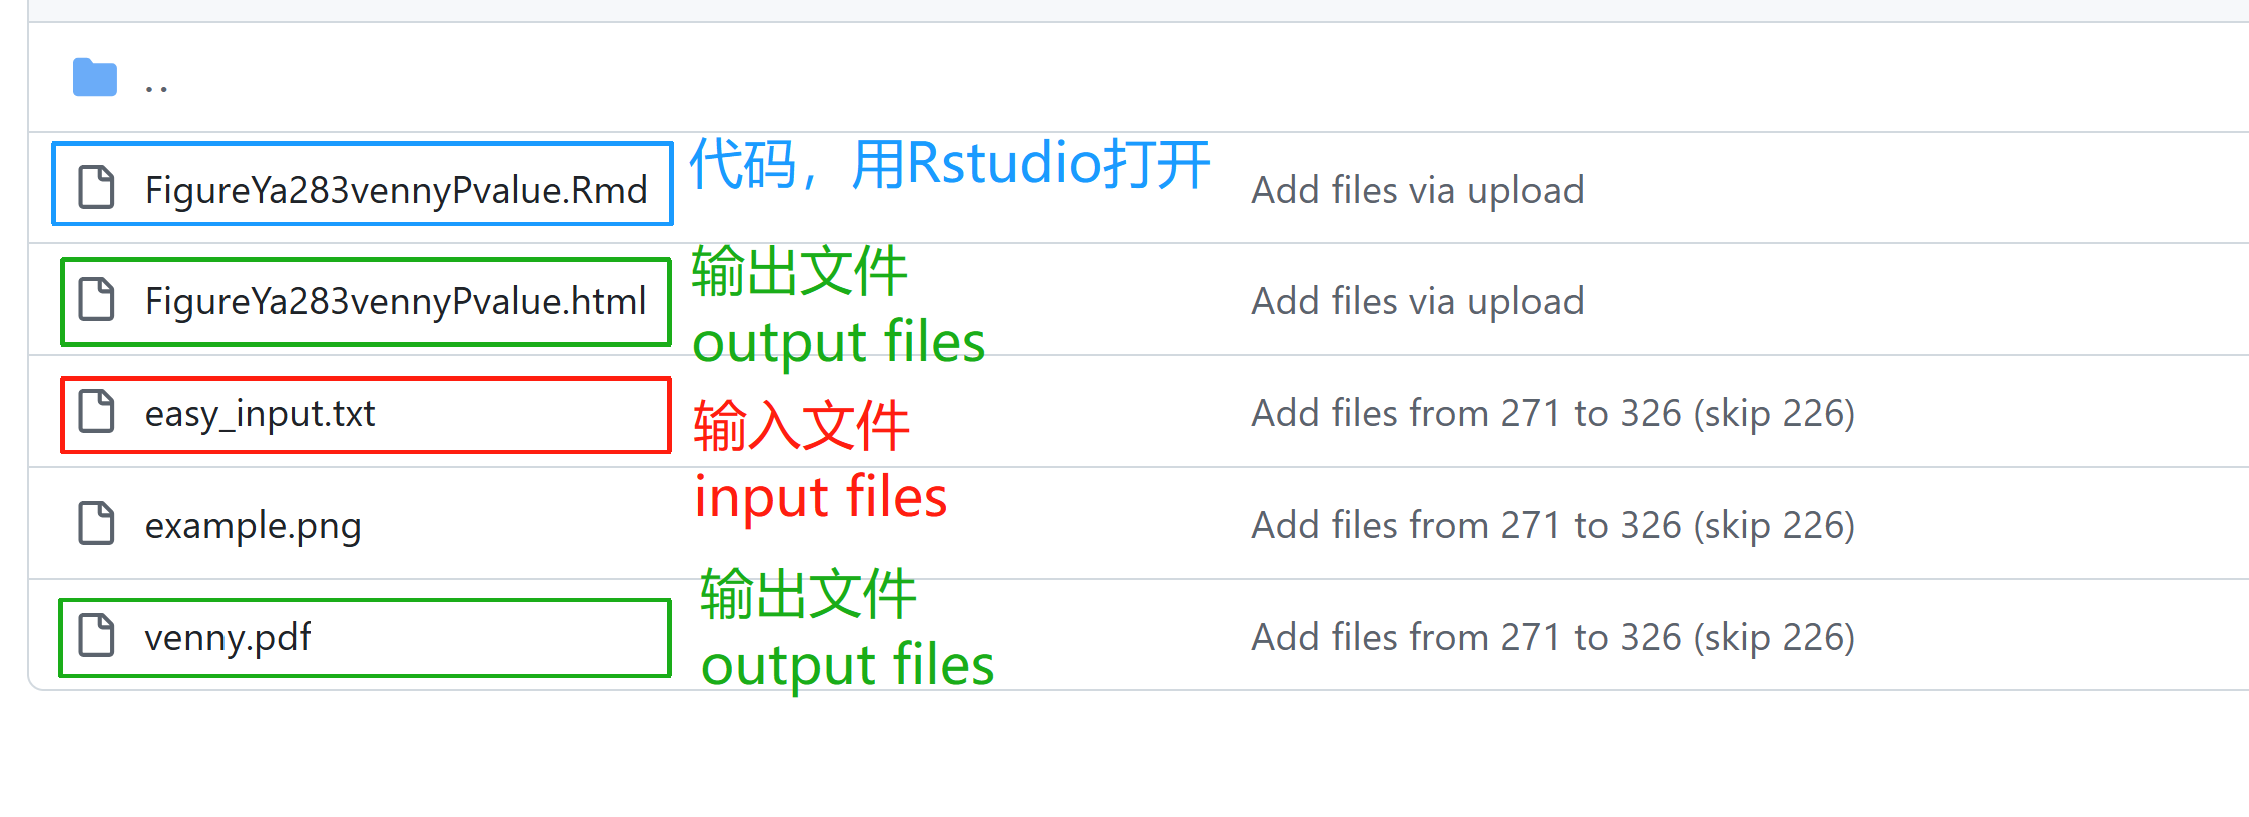 ..
FigureYa283vennyPvalue.Rmd
代码，用Rstudio打开
Add files via upload
FigureYa283vennyPvalue.html
输出文件
output files
Add files via upload
easy_input.txt
输入文件
input files
Add files from 271 to 326 (skip 226)
example.png
Add files from 271 to 326 (skip 226)
venny.pdf
输出文件
output files
Add files from 271 to 326 (skip 226)